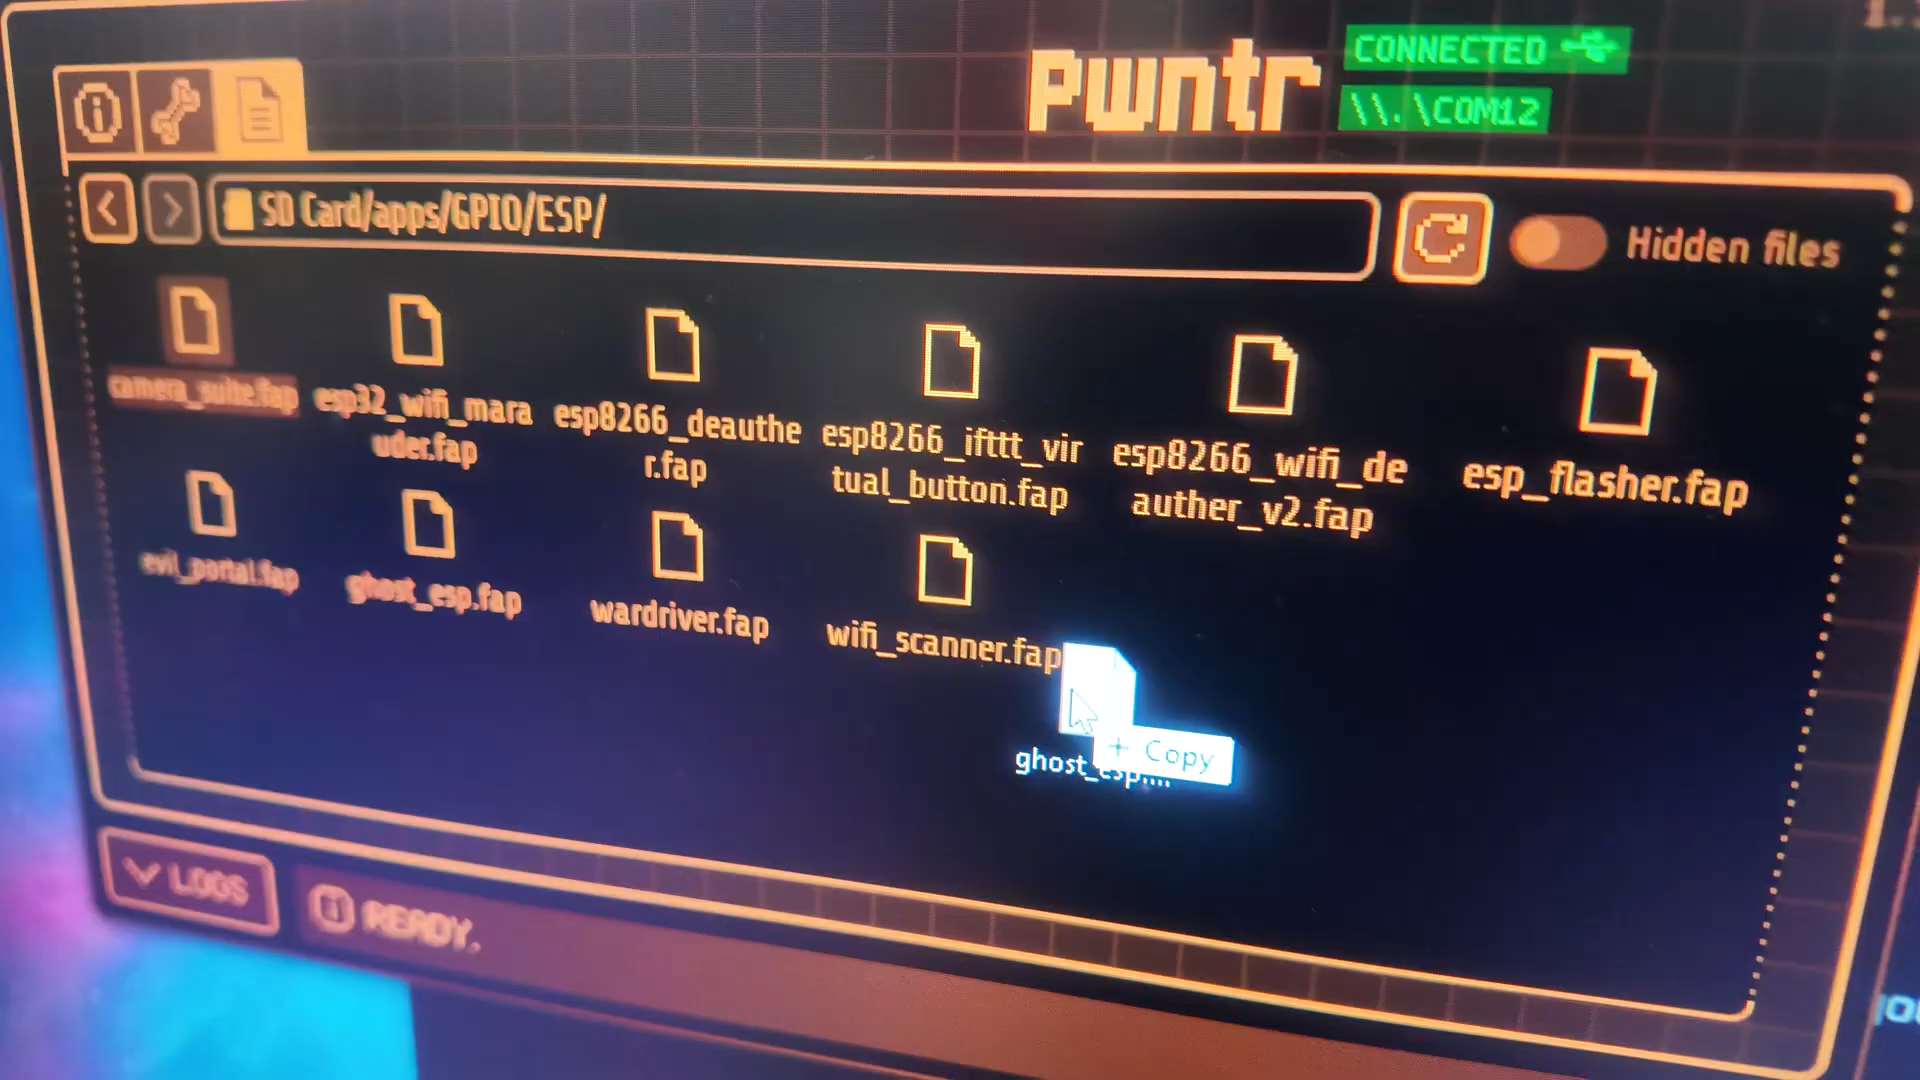 pwntr
CONNECTED
\\.\COM12
SD Card/apps/GPIO/ESP/
Hidden files
camera_suite.fap
esp32_wifi_mara
uder.fap
esp8266_deauthe
r.fap
esp8266_ifttt_vir
tual_button.fap
esp8266_wifi_de
auther_v2.fap
esp_flasher.fap
evil_portal.fap
ghost_esp.fap
wardriver.fap
wifi_scanner.fap
+ Copy
ghost_esp....
LOGS
READY.